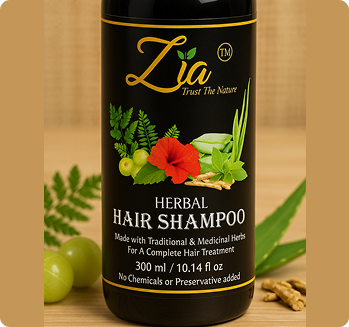 Zia TM
Trust The Nature
HERBAL
HAIR SHAMPOO
Made with Traditional & Medicinal Herbs
For A Complete Hair Treatment
300 ml / 10.14 fl oz
No Chemicals or Preservative added